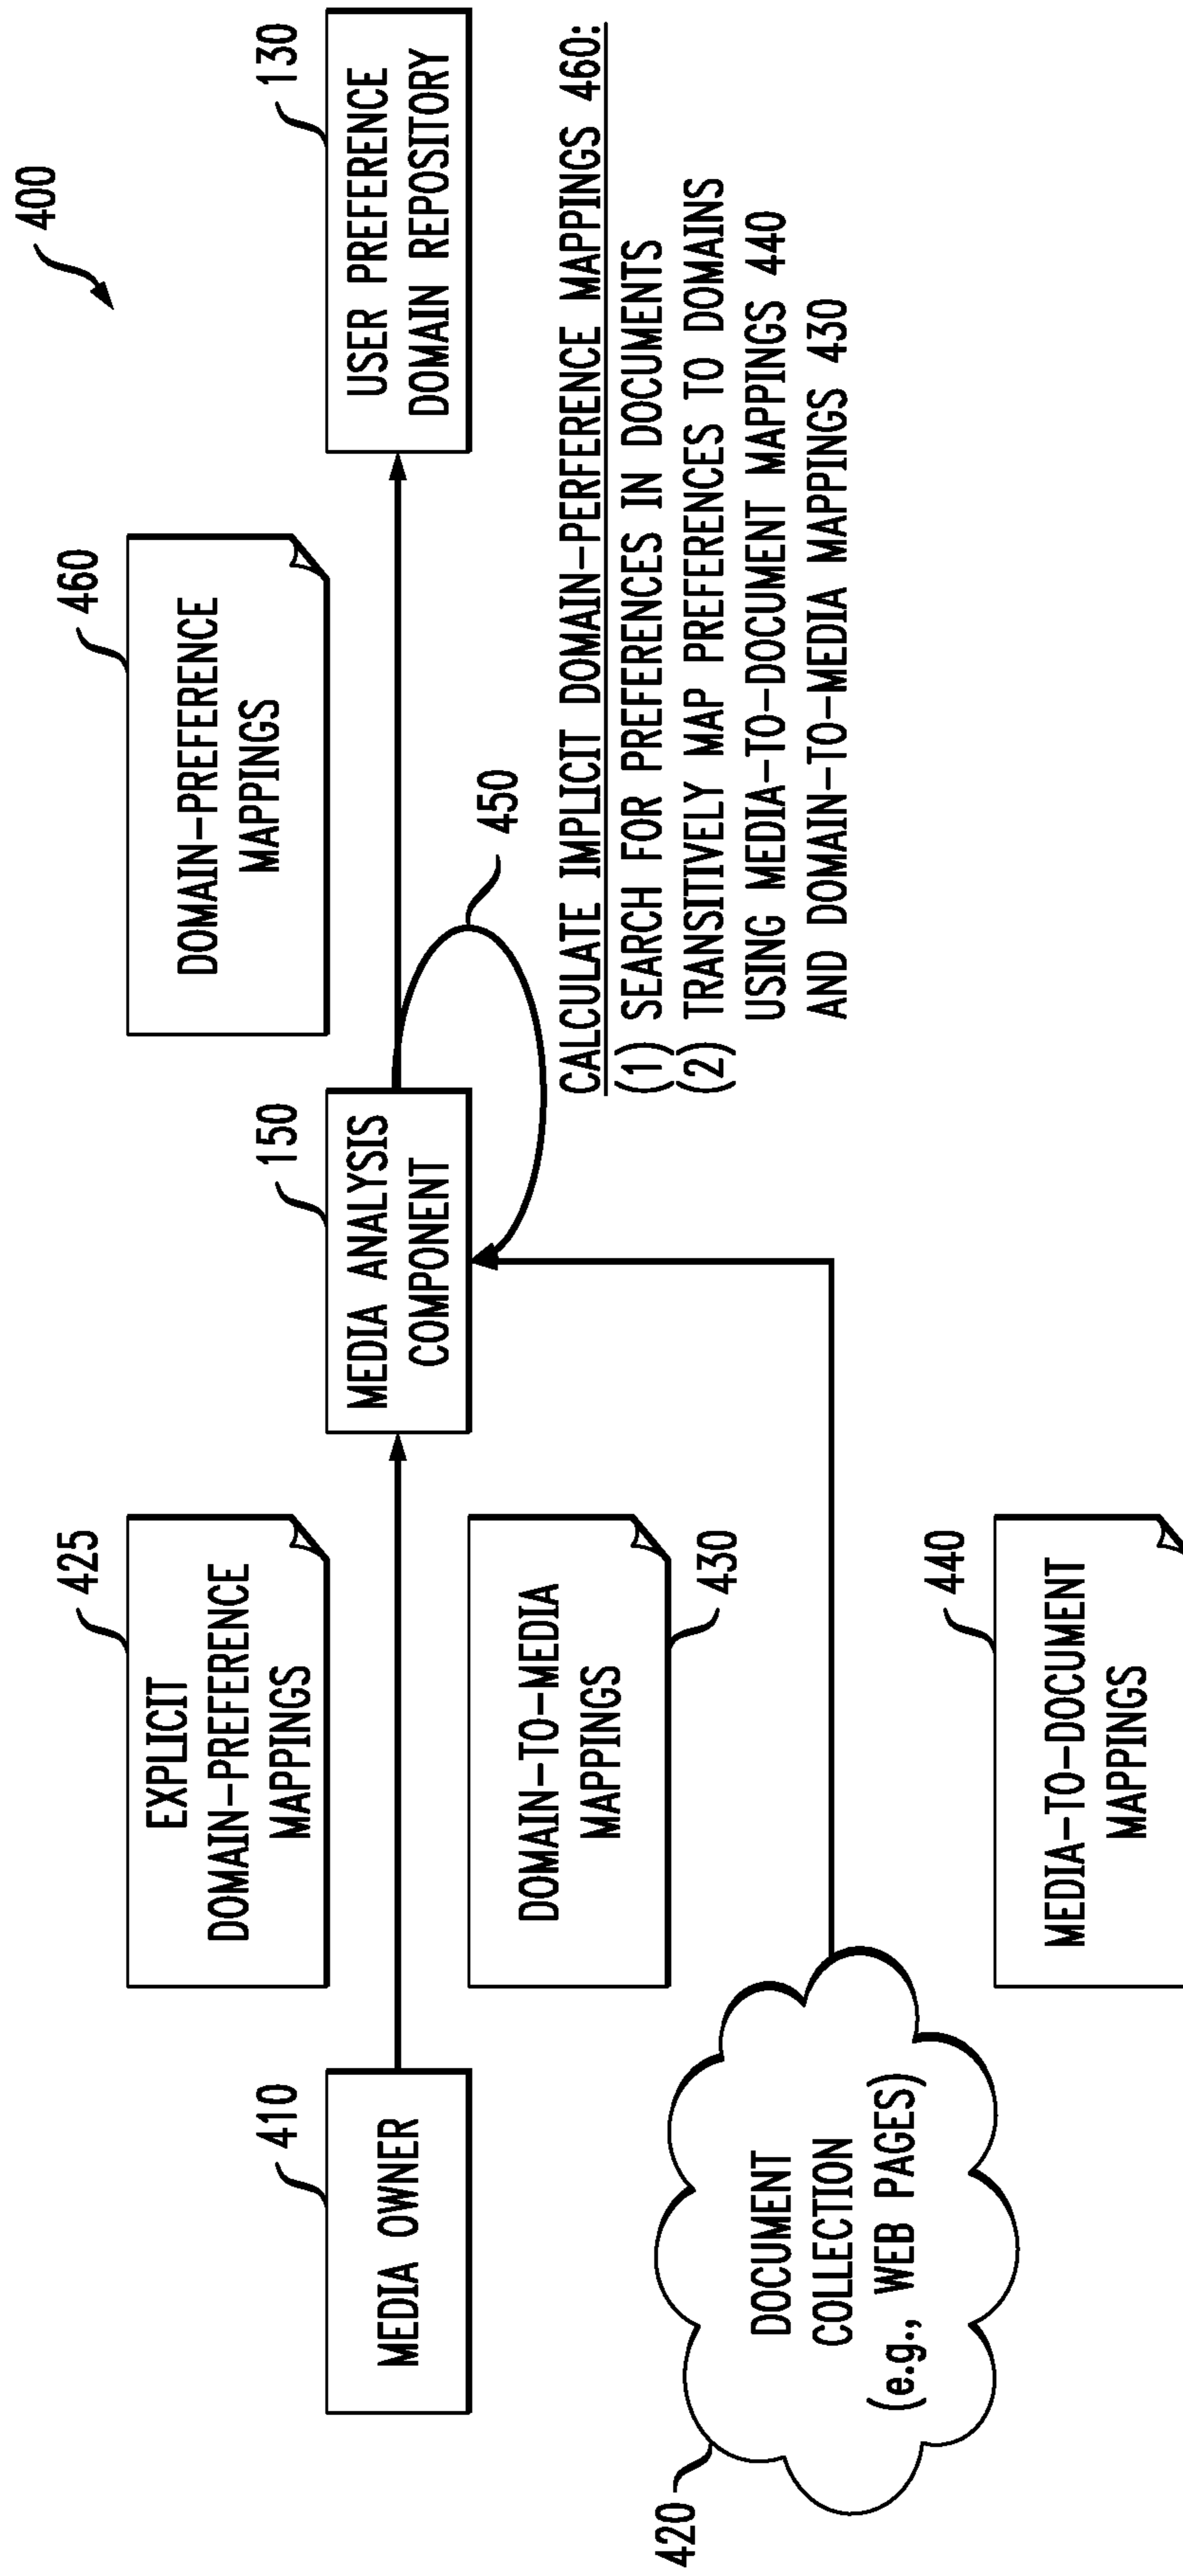 400
410
MEDIA OWNER
425
EXPLICIT
DOMAIN-PREFERENCE
MAPPINGS
DOMAIN-TO-MEDIA
MAPPINGS
430
150
MEDIA ANALYSIS
COMPONENT
460
DOMAIN-PREFERENCE
MAPPINGS
130
USER PREFERENCE
DOMAIN REPOSITORY
450
CALCULATE IMPLICIT DOMAIN-PERFERENCE MAPPINGS 460:
(1) SEARCH FOR PREFERENCES IN DOCUMENTS
(2) TRANSITIVELY MAP PREFERENCES TO DOMAINS
USING MEDIA-TO-DOCUMENT MAPPINGS 440
AND DOMAIN-TO-MEDIA MAPPINGS 430
420
DOCUMENT
COLLECTION
(e.g., WEB PAGES)
440
MEDIA-TO-DOCUMENT
MAPPINGS